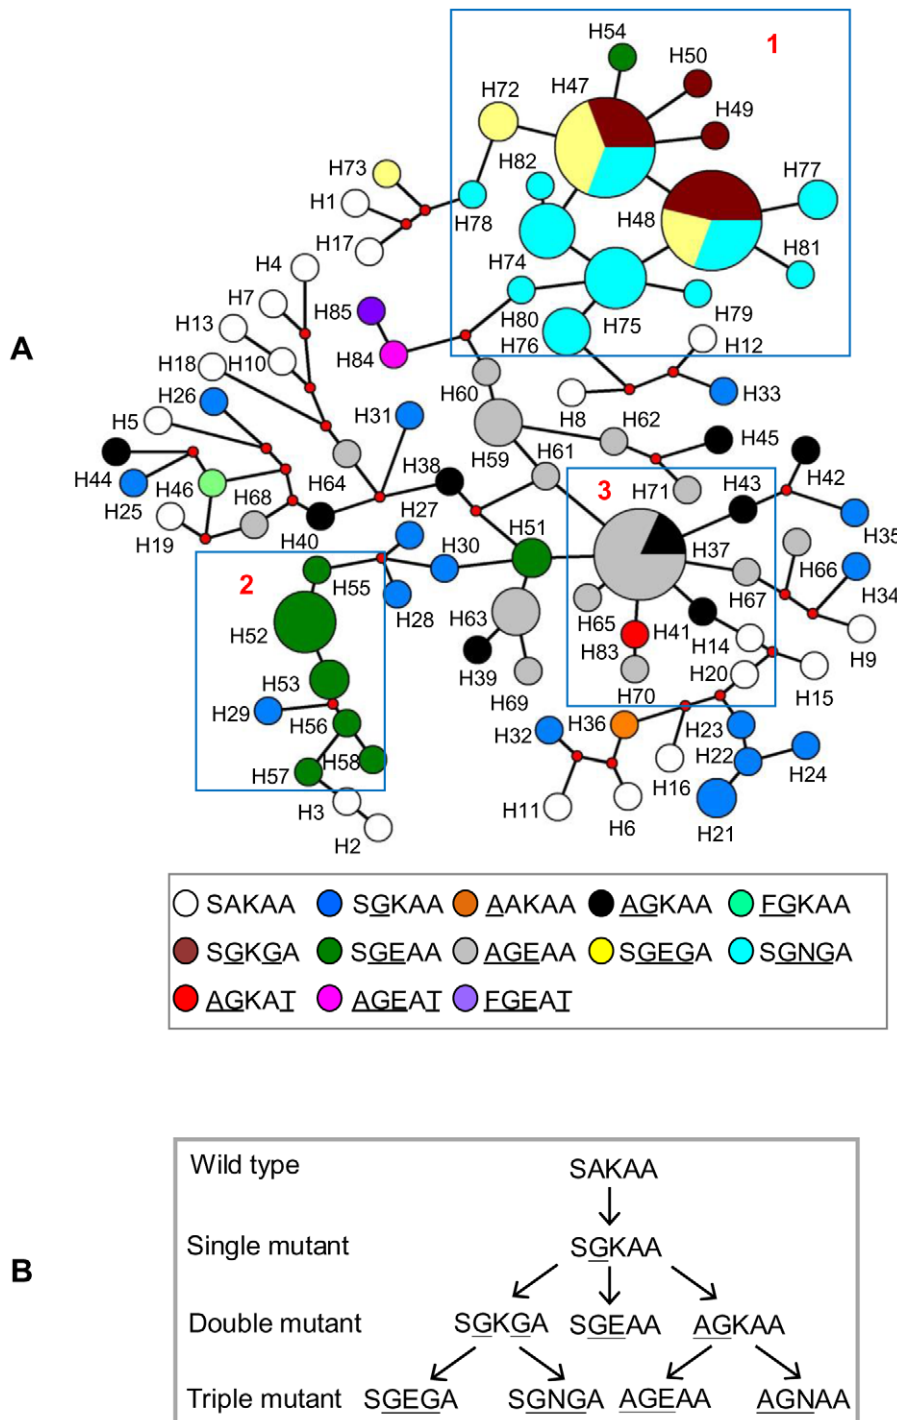 A
1
H54
H50
H72
H47
H49
H82
H73
H77
H1
H78
H48
H17
H81
H4
H74
H7
H85
H79
H13
H80
H75
H76
H12
H18
H10
H84
H26
H60
H33
H5
H31
H8
H62
H45
H38
H59
H61
H42
H44
H46
H64
3
H71
H43
H25
H68
H27
H35
H19
H40
H51
H37
H30
H66
2
H55
H67
H34
H28
H63
H65
H41
H52
H14
H83
H9
H39
H20
H53
H69
H70
H15
H29
H56
H32
H36
H23
H58
H22
H57
H16
H24
H3
H11
H6
H21
H2
SAKAA SGKAA AAKAA AGKAA FGKAA
SGKGA SGEAA AGEAA SGEGA SGNGA
AGKAT AGEAT FGEAT
B
Wild type SAKAA
Single mutant SGKAA
Double mutant SGKGA SGEAA AGKAA
Triple mutant SGEGA SGNGA AGEAA AGNAA